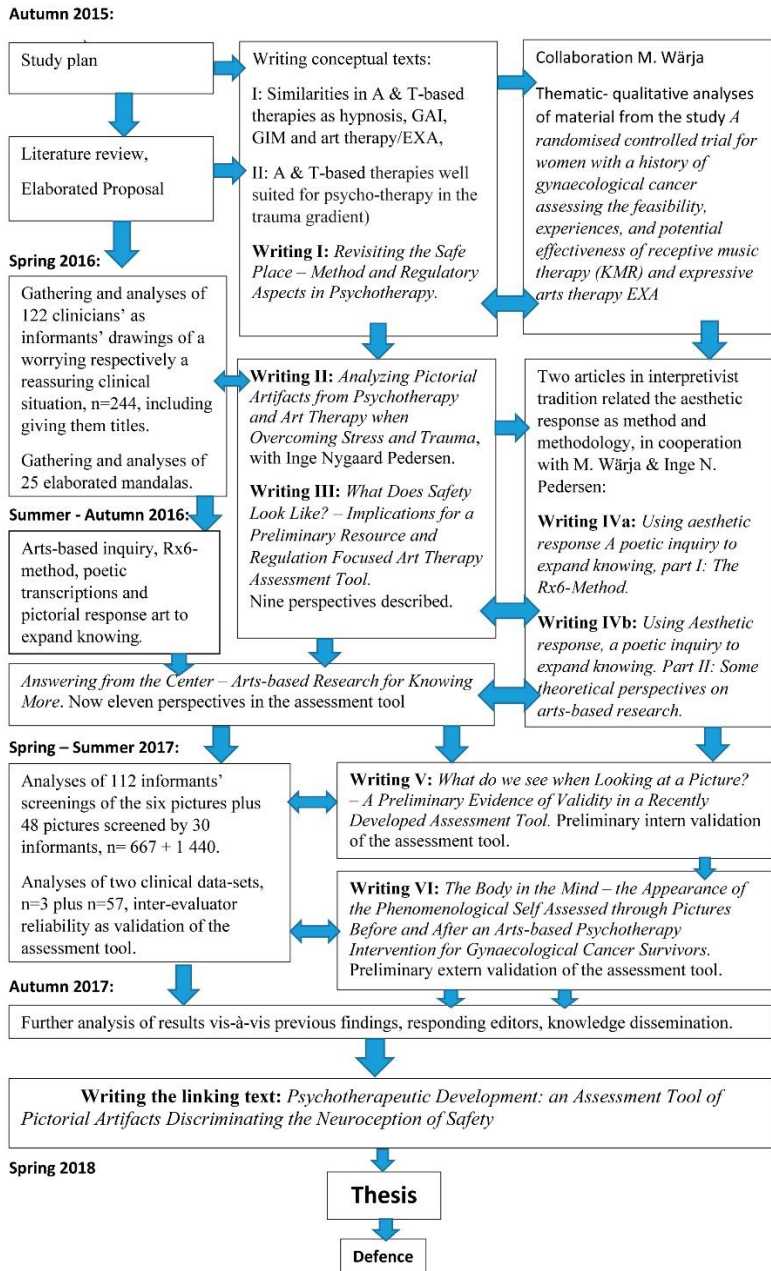 Autumn 2015:
Study plan
Literature review,
Elaborated Proposal
Writing conceptual texts:
I: Similarities in A & T-based
therapies as hypnosis, GAI,
GIM and art therapy/EXA,
II: A & T-based therapies well
suited for psycho-therapy in the
trauma gradient)
Writing I: Revisiting the Safe
Place – Method and Regulatory
Aspects in Psychotherapy.
Collaboration M. Wärja
Thematic- qualitative analyses
of material from the study A
randomised controlled trial for
women with a history of
gynaecological cancer
assessing the feasibility,
experiences, and potential
effectiveness of receptive music
therapy (KMR) and expressive
arts therapy EXA
Spring 2016:
Gathering and analyses of
122 clinicians' as
informants' drawings of a
worrying respectively a
reassuring clinical
situation, n=244, including
giving them titles.
Gathering and analyses of
25 elaborated mandalas.
Writing II: Analyzing Pictorial
Artifacts from Psychotherapy
and Art Therapy when
Overcoming Stress and Trauma,
with Inge Nygaard Pedersen.
Writing III: What Does Safety
Look Like? – Implications for a
Preliminary Resource and
Regulation Focused Art Therapy
Assessment Tool.
Nine perspectives described.
Two articles in interpretivist
tradition related the aesthetic
response as method and
methodology, in cooperation
with M. Wärja & Inge N.
Pedersen:
Writing IVa: Using aesthetic
response A poetic inquiry to
expand knowing, part I: The
Rx6-Method.
Writing IVb: Using Aesthetic
response, a poetic inquiry to
expand knowing. Part II: Some
theoretical perspectives on
arts-based research.
Summer - Autumn 2016:
Arts-based inquiry, Rx6-
method, poetic
transcriptions and
pictorial response art to
expand knowing.
Answering from the Center – Arts-based Research for Knowing
More. Now eleven perspectives in the assessment tool
Spring – Summer 2017:
Analyses of 112 informants'
screenings of the six pictures plus
48 pictures screened by 30
informants, n= 667 + 1 440.
Analyses of two clinical data-sets,
n=3 plus n=57, inter-evaluator
reliability as validation of the
assessment tool.
Writing V: What do we see when Looking at a Picture?
– A Preliminary Evidence of Validity in a Recently
Developed Assessment Tool. Preliminary intern validation
of the assessment tool.
Writing VI: The Body in the Mind – the Appearance of
the Phenomenological Self Assessed through Pictures
Before and After an Arts-based Psychotherapy
Intervention for Gynaecological Cancer Survivors.
Preliminary extern validation of the assessment tool.
Autumn 2017:
Further analysis of results vis-à-vis previous findings, responding editors, knowledge dissemination.
Writing the linking text: Psychotherapeutic Development: an Assessment Tool of
Pictorial Artifacts Discriminating the Neuroception of Safety
Spring 2018
Thesis
Defence